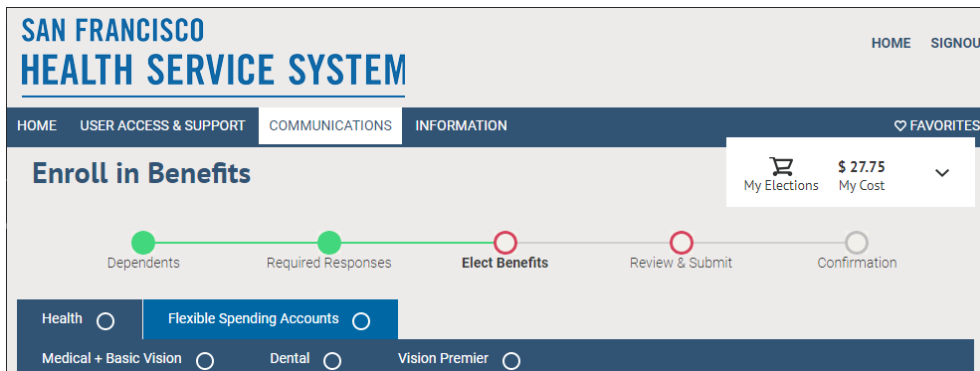 SAN FRANCISCO
HEALTH SERVICE SYSTEM
HOME SIGNOU
HOME USER ACCESS & SUPPORT COMMUNICATIONS INFORMATION FAVORITES
Enroll in Benefits
$ 27.75
My Elections My Cost
Dependents Required Responses Elect Benefits Review & Submit Confirmation
Health Flexible Spending Accounts
Medical + Basic Vision Dental Vision Premier